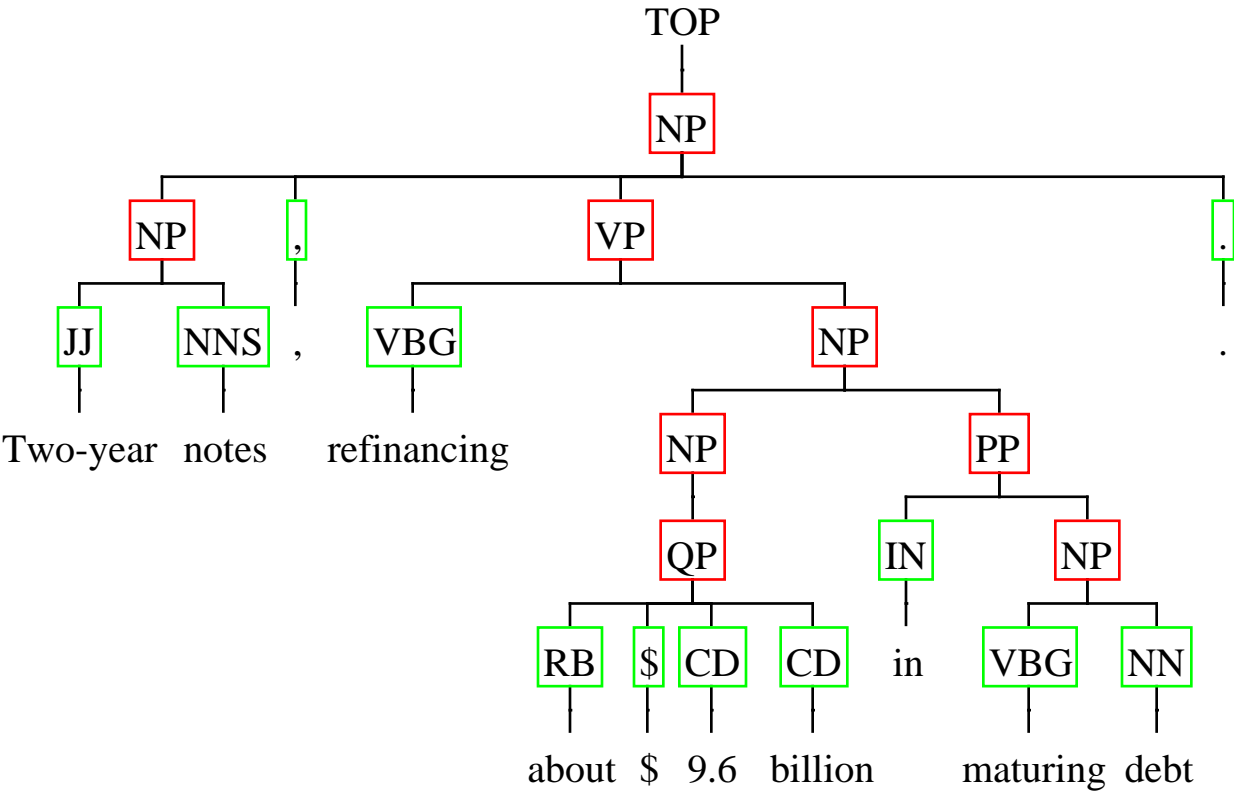 TOP
NP
NP , VP .
JJ NNS , VBG NP .
Two-year notes refinancing NP PP
QP IN NP
RB $ CD CD in VBG NN
about $ 9.6 billion maturing debt